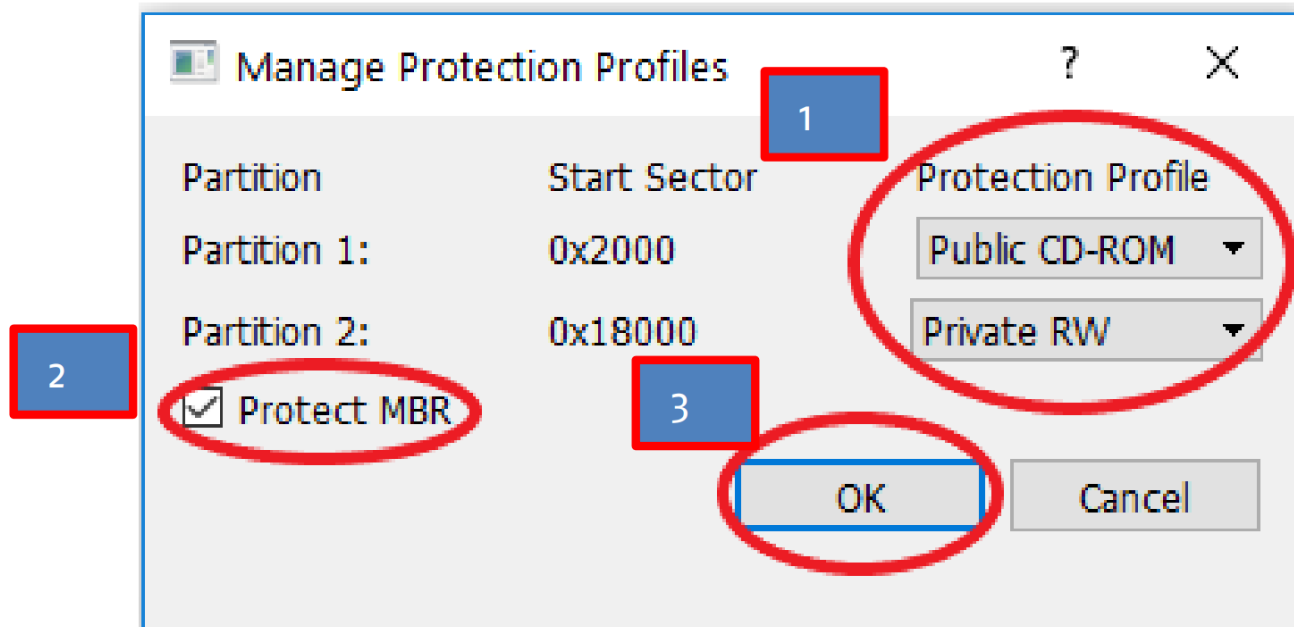 Manage Protection Profiles ? ×
1
Partition Start Sector Protection Profile
Partition 1: 0x2000 Public CD-ROM
Partition 2: 0x18000 Private RW
2
Protect MBR
3
OK Cancel